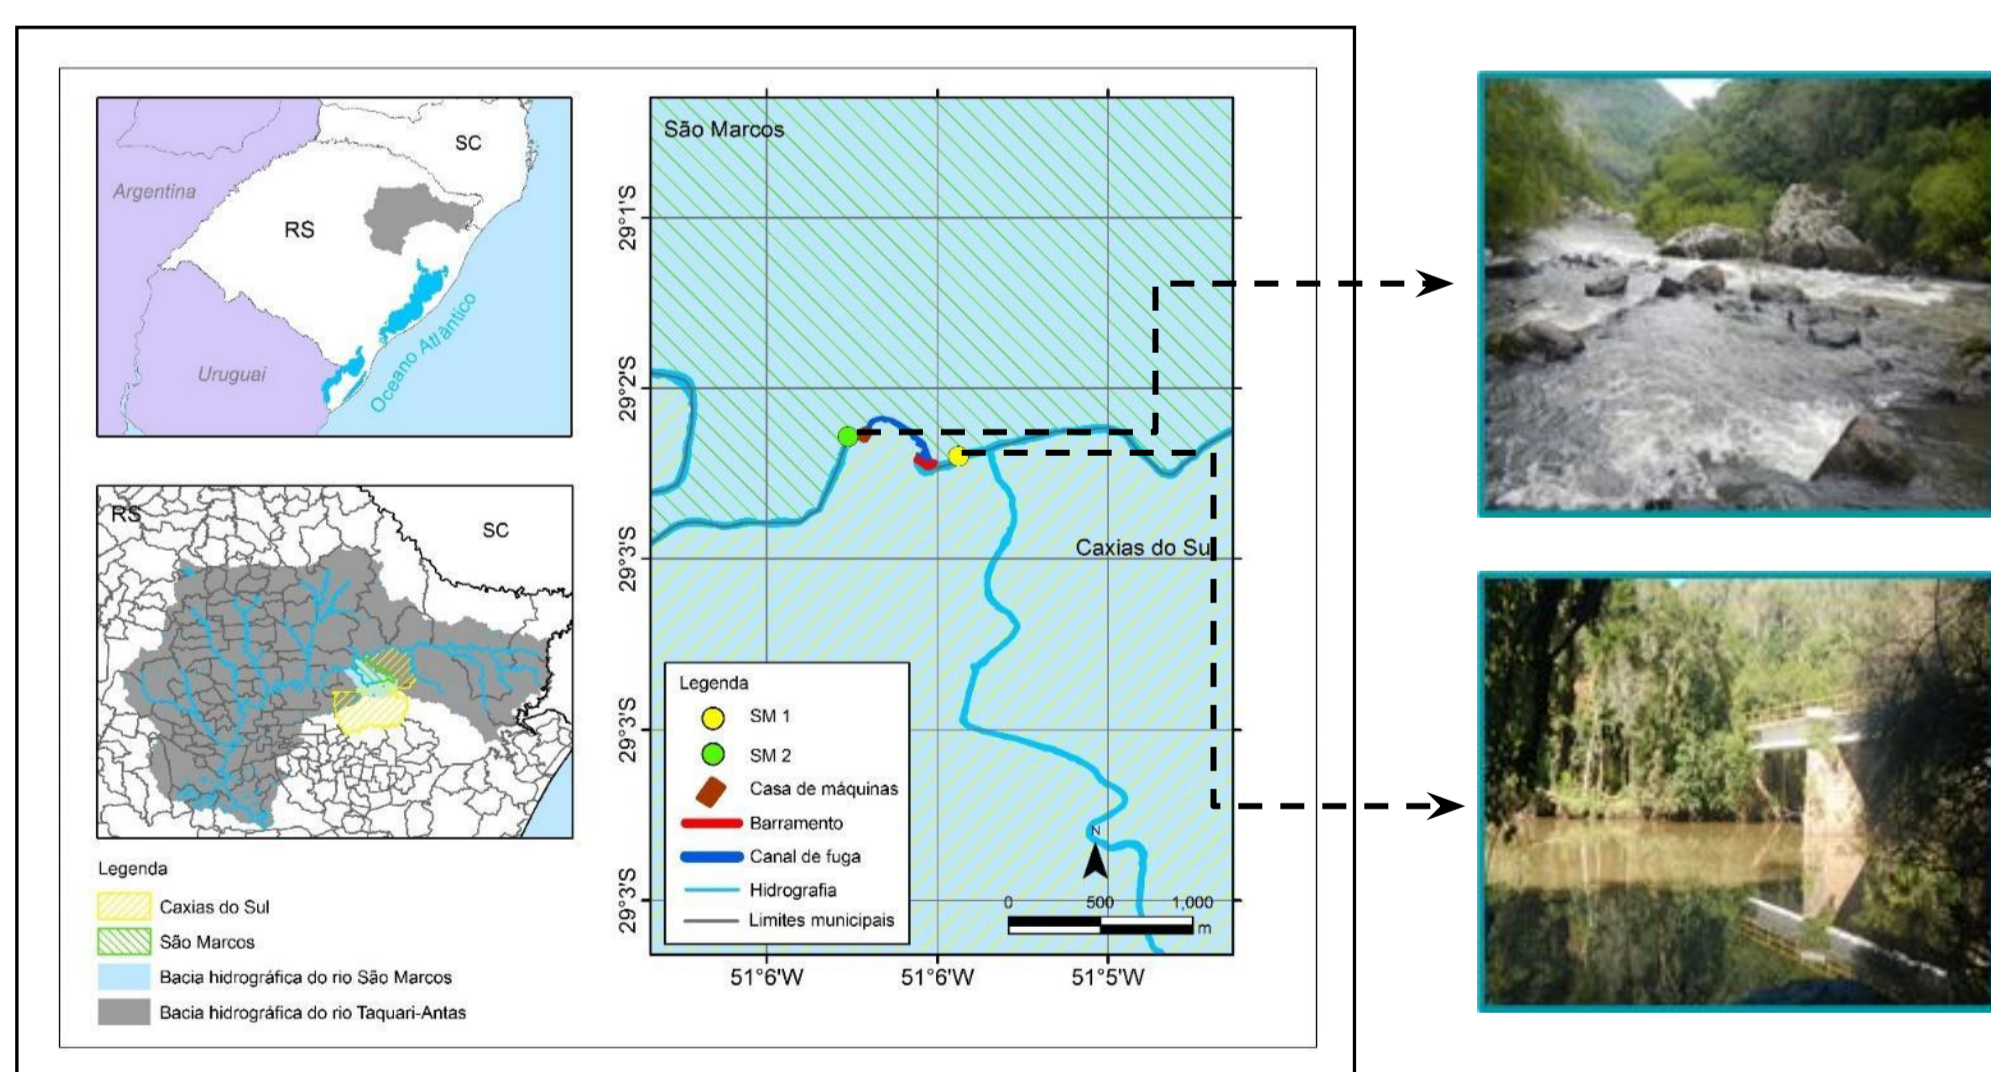 SC
Argentina
RS
Uruguai
Oceano Atlântico
RS
SC
Legenda
Caxias do Sul
São Marcos
Bacia hidrográfica do rio São Marcos
Bacia hidrográfica do rio Taquari-Antas
São Marcos
29°1'S
29°2'S
29°3'S
29°3'S
29°3'S
Caxias do Sul
Legenda
SM 1
SM 2
Casa de máquinas
Barramento
Canal de fuga
Hidrografia
Limites municipais
N
0 500 1,000
m
51°6'W 51°6'W 51°5'W